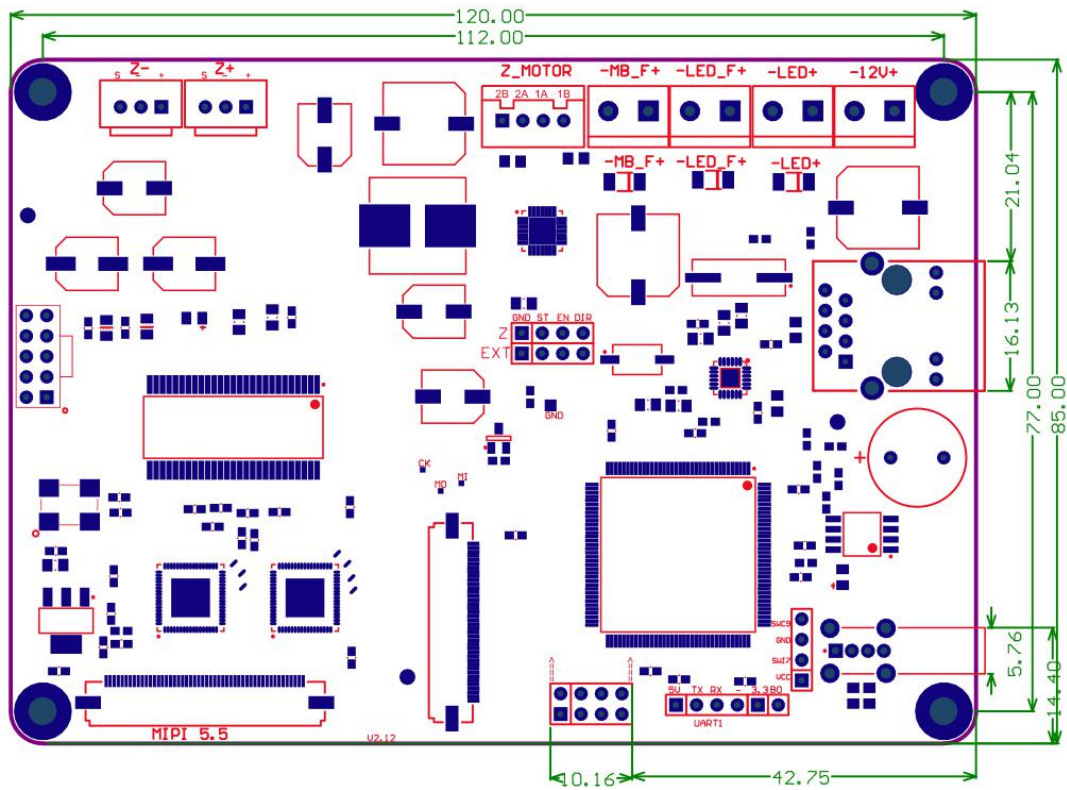 120.00
112.00
Z- Z+ Z_MOTOR -MB_F+ -LED_F+ -LED+ -12V+
S - + S - +
2B 2A 1A 1B
-MB_F+ -LED_F+ -LED+
21.04
16.13
77.00
85.00
GND ST EN DIR
Z
EXT
GND
CK
MO MI
+
SWCS
GND
SWI7
VCC
5.76
14.40
5V TX RX - 3.3 B0
UART1
MIPI 5.5
V2.12
10.16
42.75